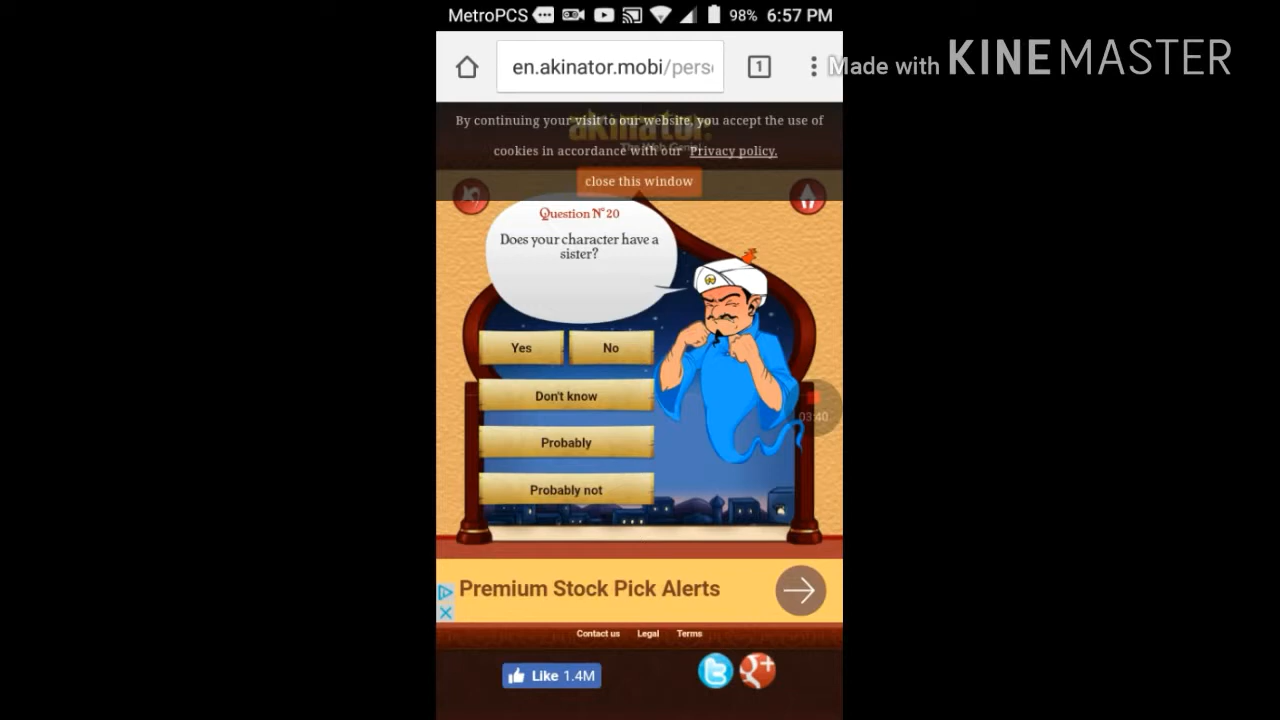 MetroPCS 98% 6:57 PM
en.akinator.mobi/pers
1
Made with KINEMASTER
By continuing your visit to our website, you accept the use of
cookies in accordance with our Privacy policy.
akinator.
close this window
Question N° 20
Does your character have a
sister?
Yes
No
Don't know
03:40
Probably
Probably not
Premium Stock Pick Alerts
Contact us
Legal
Terms
Like 1.4M